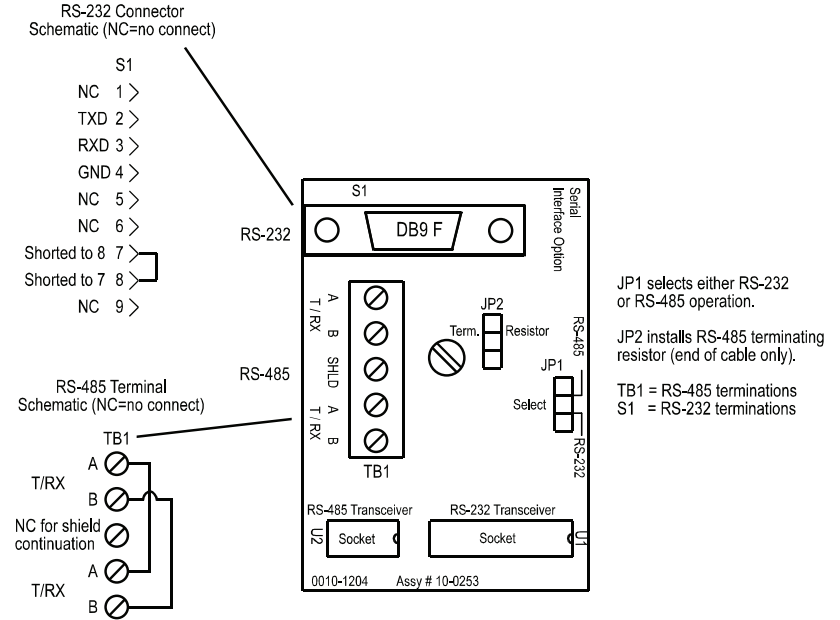 RS-232 Connector
Schematic (NC=no connect)
S1
NC 1
TXD 2
RXD 3
GND 4
NC 5
NC 6
Shorted to 8 7
Shorted to 7 8
NC 9
RS-485 Terminal
Schematic (NC=no connect)
TB1
A
T/RX
B
NC for shield
continuation
A
T/RX
B
RS-232
RS-485
S1
DB9 F
Serial
Interface Option
T/RX
A
B
SHLD
T/RX
A
B
TB1
JP2
Term. Resistor
JP1
Select
RS-485
RS-232
RS-485 Transceiver
U2
Socket
RS-232 Transceiver
Socket
U1
0010-1204 Assy # 10-0253
JP1 selects either RS-232
or RS-485 operation.
JP2 installs RS-485 terminating
resistor (end of cable only).
TB1 = RS-485 terminations
S1 = RS-232 terminations